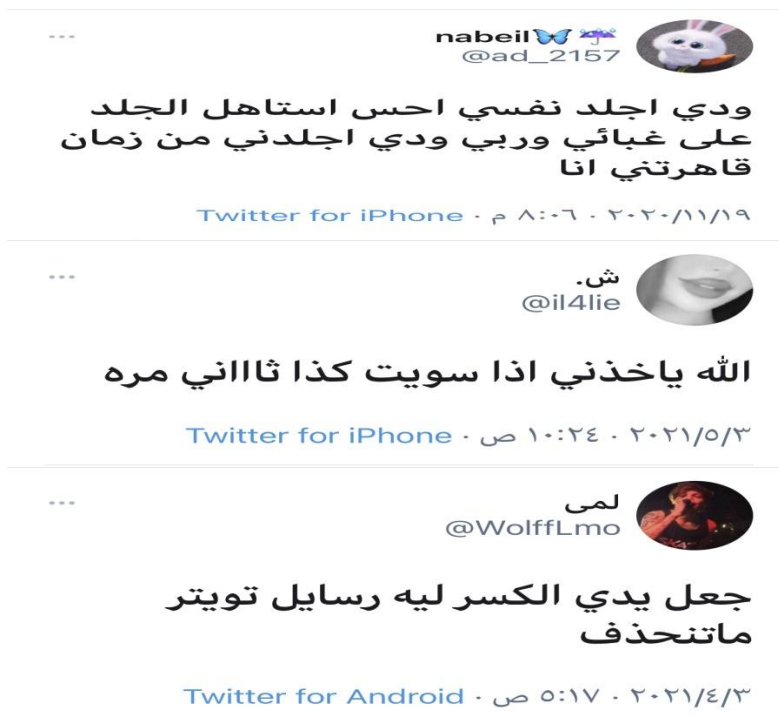 nabeil🦋 ☔
@ad_2157
ودي اجلد نفسي احس استاهل الجلد
على غبائي وربي ودي اجلدني من زمان
قاهرتني انا
٢٠٢٠/١١/١٩ · ٨:٠٦ م · Twitter for iPhone
ش.
@il4lie
الله ياخذني اذا سويت كذا ثااااني مره
٢٠٢١/٥/٣ · ١٠:٢٤ ص · Twitter for iPhone
لمى
@WolffLmo
جعل يدي الكسر ليه رسايل تويتر
ماتنحذف
٢٠٢١/٤/٣ · ٥:١٧ ص · Twitter for Android